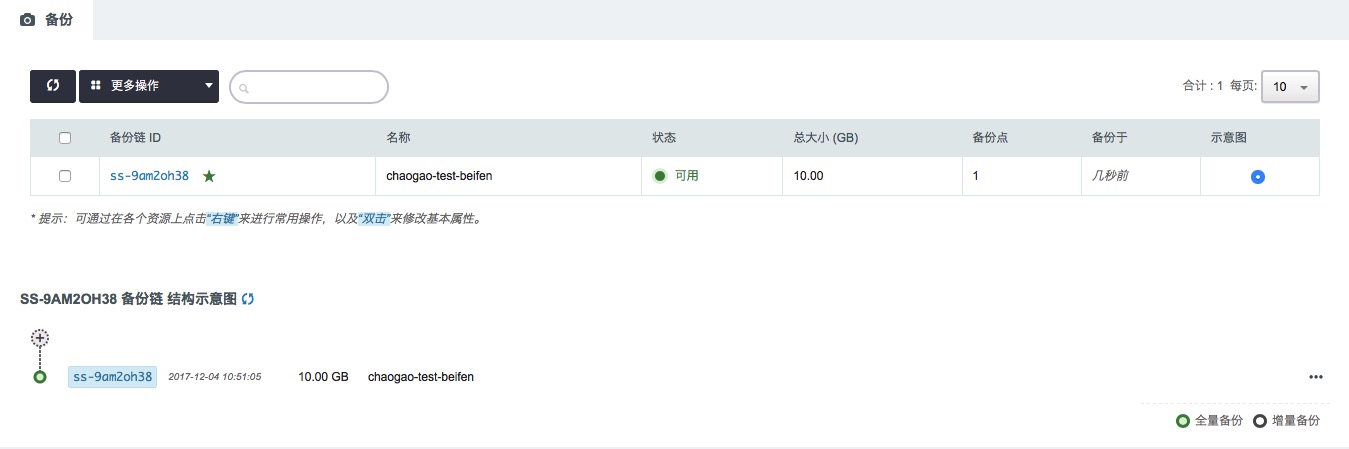 备份
更多操作
合计 : 1 每页: 10
备份链 ID 名称 状态 总大小 (GB) 备份点 备份于 示意图
ss-9am2oh38 chaogao-test-beifen 可用 10.00 1 几秒前
* 提示：可通过在各个资源上点击“右键”来进行常用操作，以及“双击”来修改基本属性。
SS-9AM2OH38 备份链 结构示意图
ss-9am2oh38 2017-12-04 10:51:05 10.00 GB chaogao-test-beifen
全量备份 增量备份